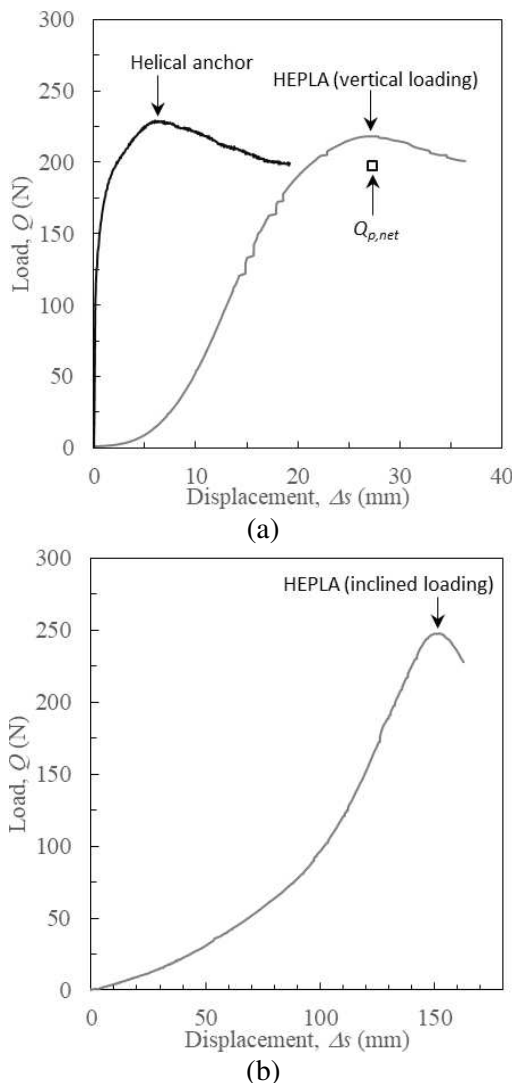 300
Helical anchor
HEPLA (vertical loading)
250
200
Load, Q (N)
150
Qp,net
100
50
0
0 10 20 30 40
Displacement, Δs (mm)
(a)
300
HEPLA (inclined loading)
250
200
Load, Q (N)
150
100
50
0
0 50 100 150
Displacement, Δs (mm)
(b)